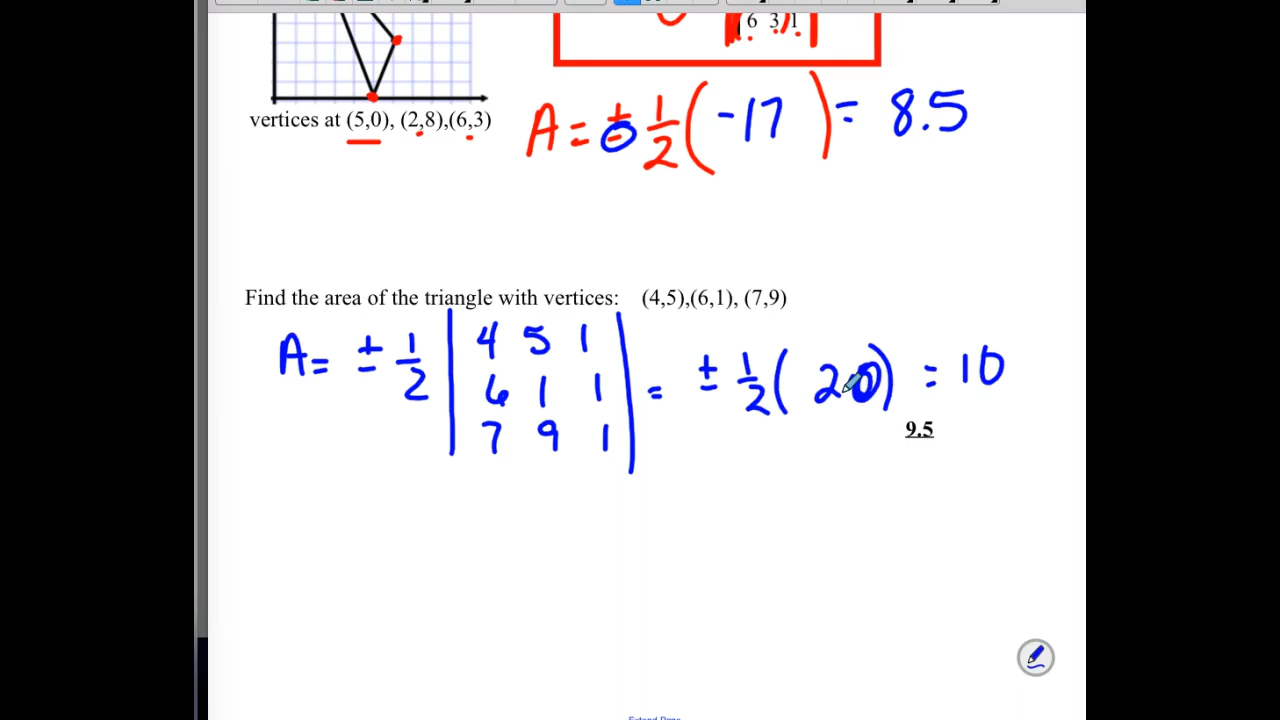 6 3 1
vertices at (5,0), (2,8),(6,3)
A = ± 1/2 ( -17 ) = 8.5
Find the area of the triangle with vertices: (4,5),(6,1), (7,9)
A = ± 1/2 | 4 5 1 | = ± 1/2 ( 20 ) = 10
6 1 1
9.5
7 9 1
Extend Page